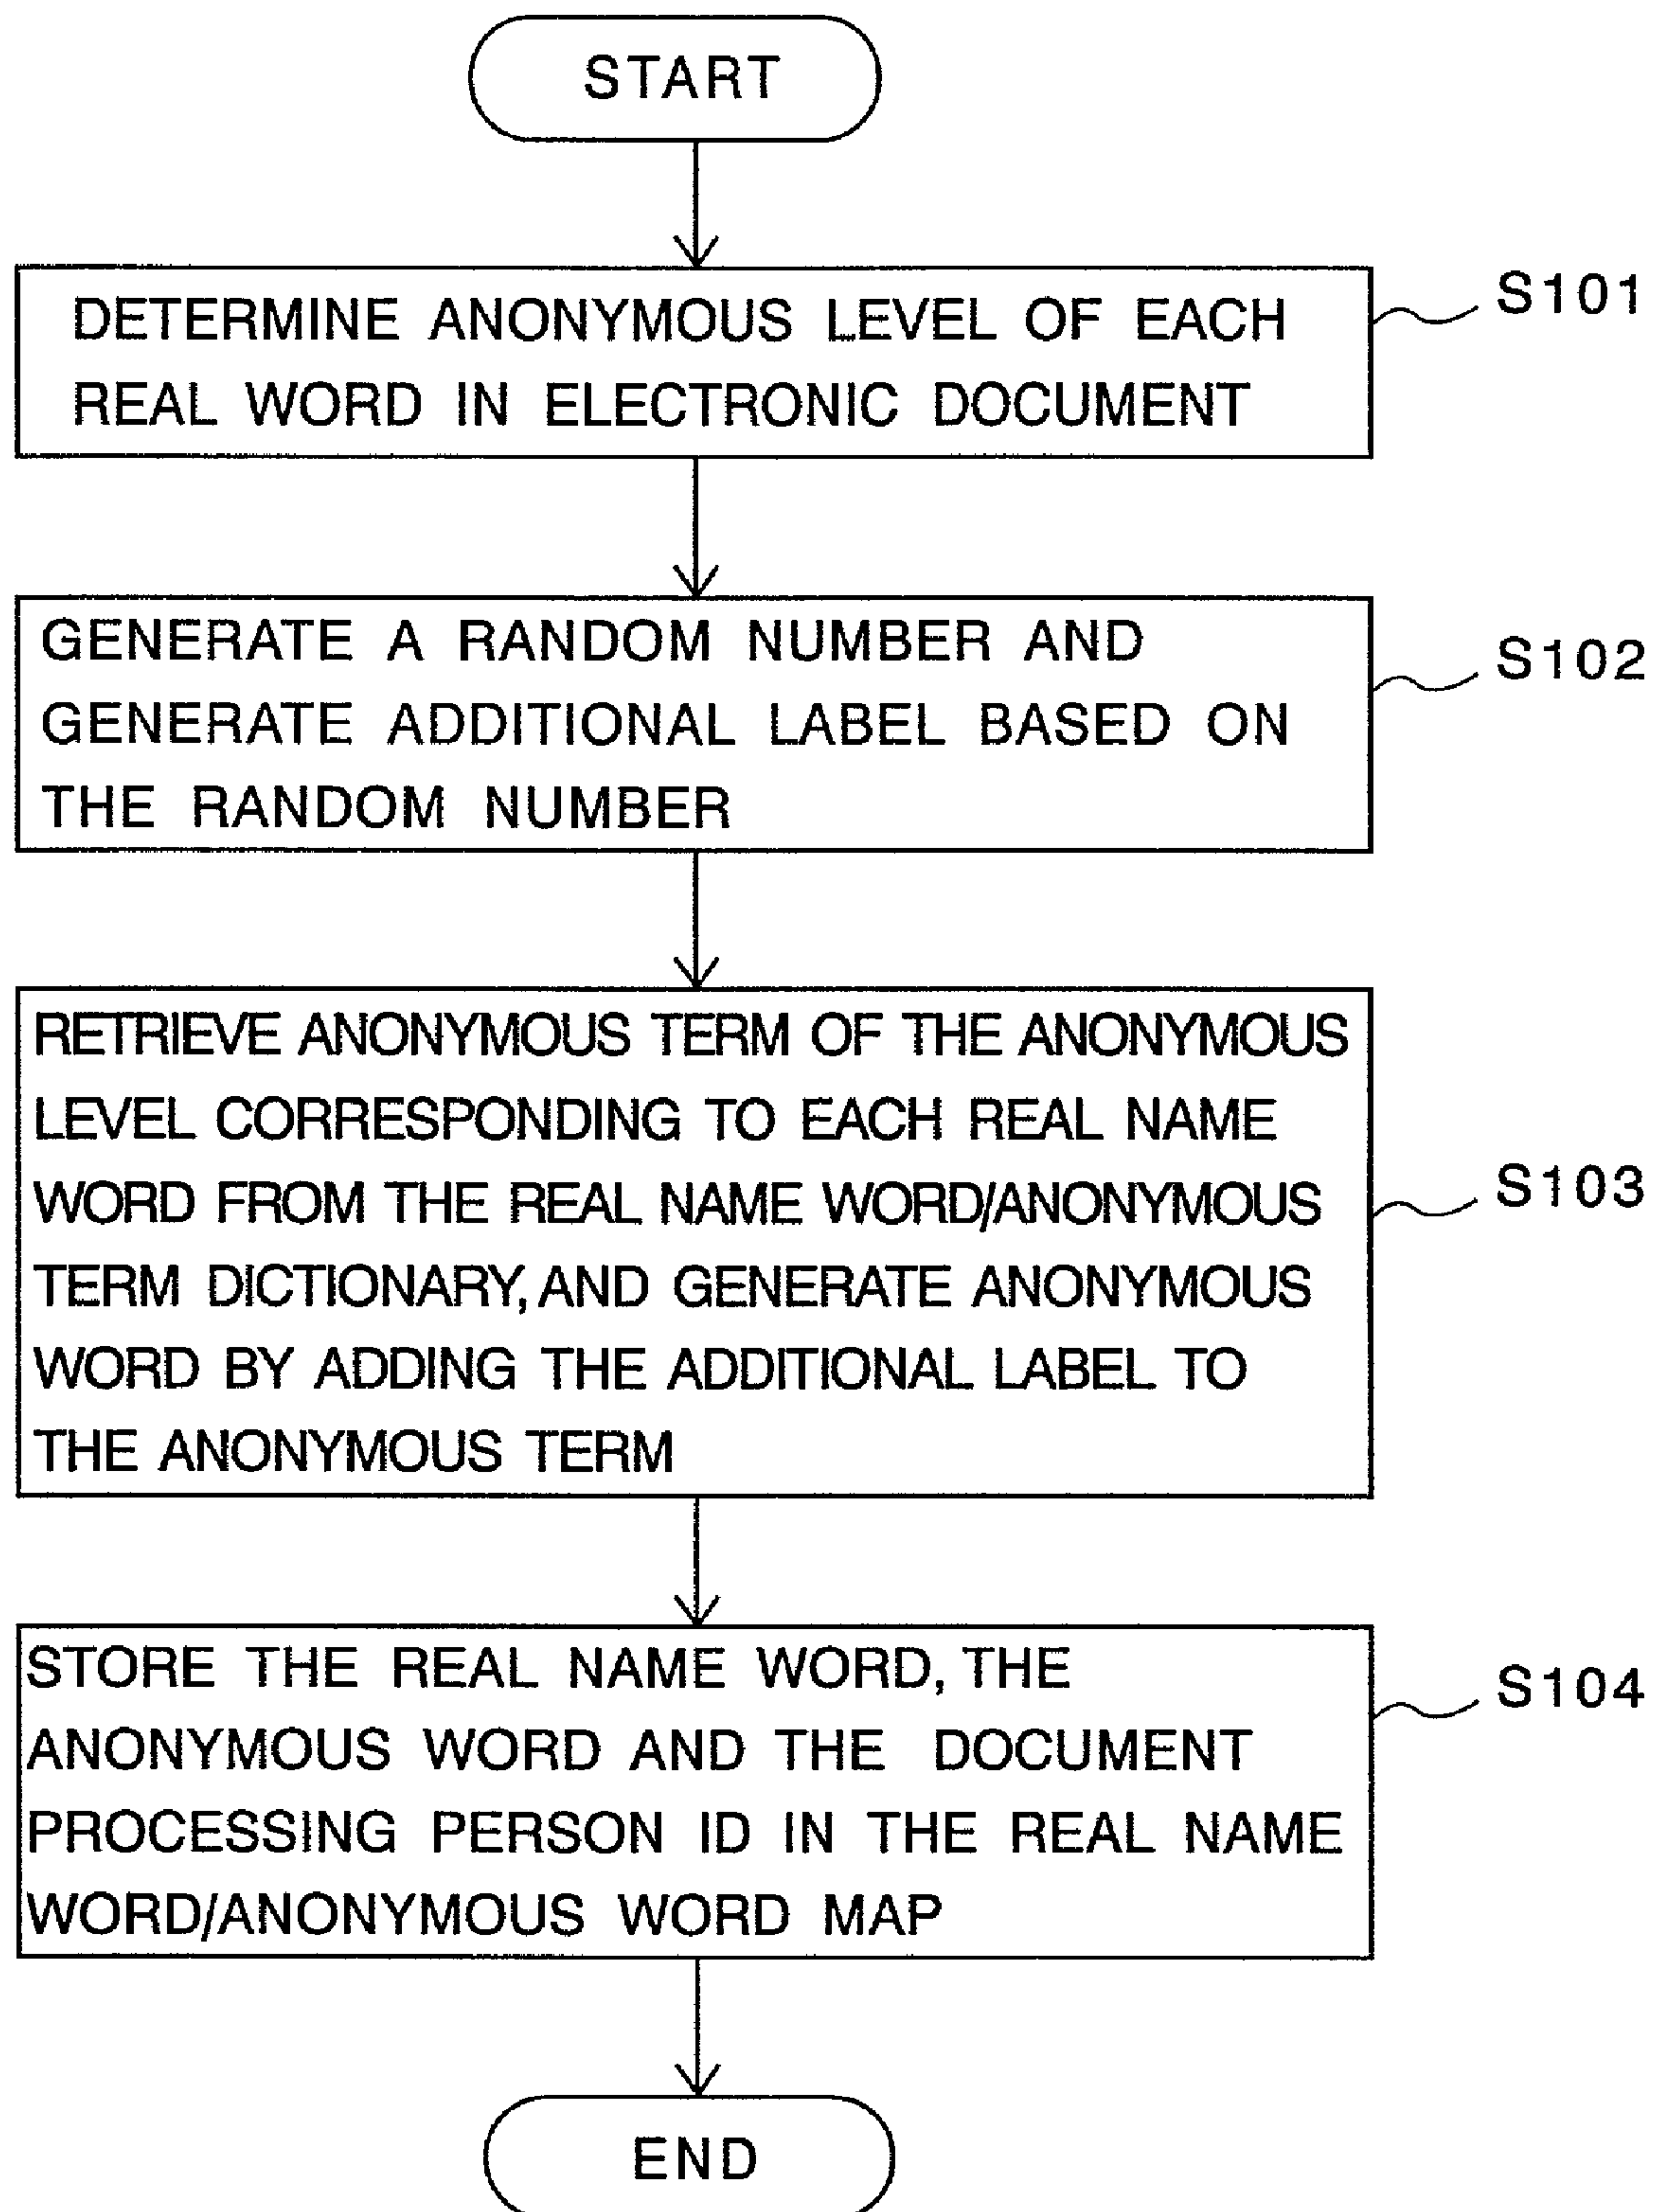 START
DETERMINE ANONYMOUS LEVEL OF EACH
REAL WORD IN ELECTRONIC DOCUMENT
S101
GENERATE A RANDOM NUMBER AND
GENERATE ADDITIONAL LABEL BASED ON
THE RANDOM NUMBER
S102
RETRIEVE ANONYMOUS TERM OF THE ANONYMOUS
LEVEL CORRESPONDING TO EACH REAL NAME
WORD FROM THE REAL NAME WORD/ANONYMOUS
TERM DICTIONARY, AND GENERATE ANONYMOUS
WORD BY ADDING THE ADDITIONAL LABEL TO
THE ANONYMOUS TERM
S103
STORE THE REAL NAME WORD, THE
ANONYMOUS WORD AND THE DOCUMENT
PROCESSING PERSON ID IN THE REAL NAME
WORD/ANONYMOUS WORD MAP
S104
END